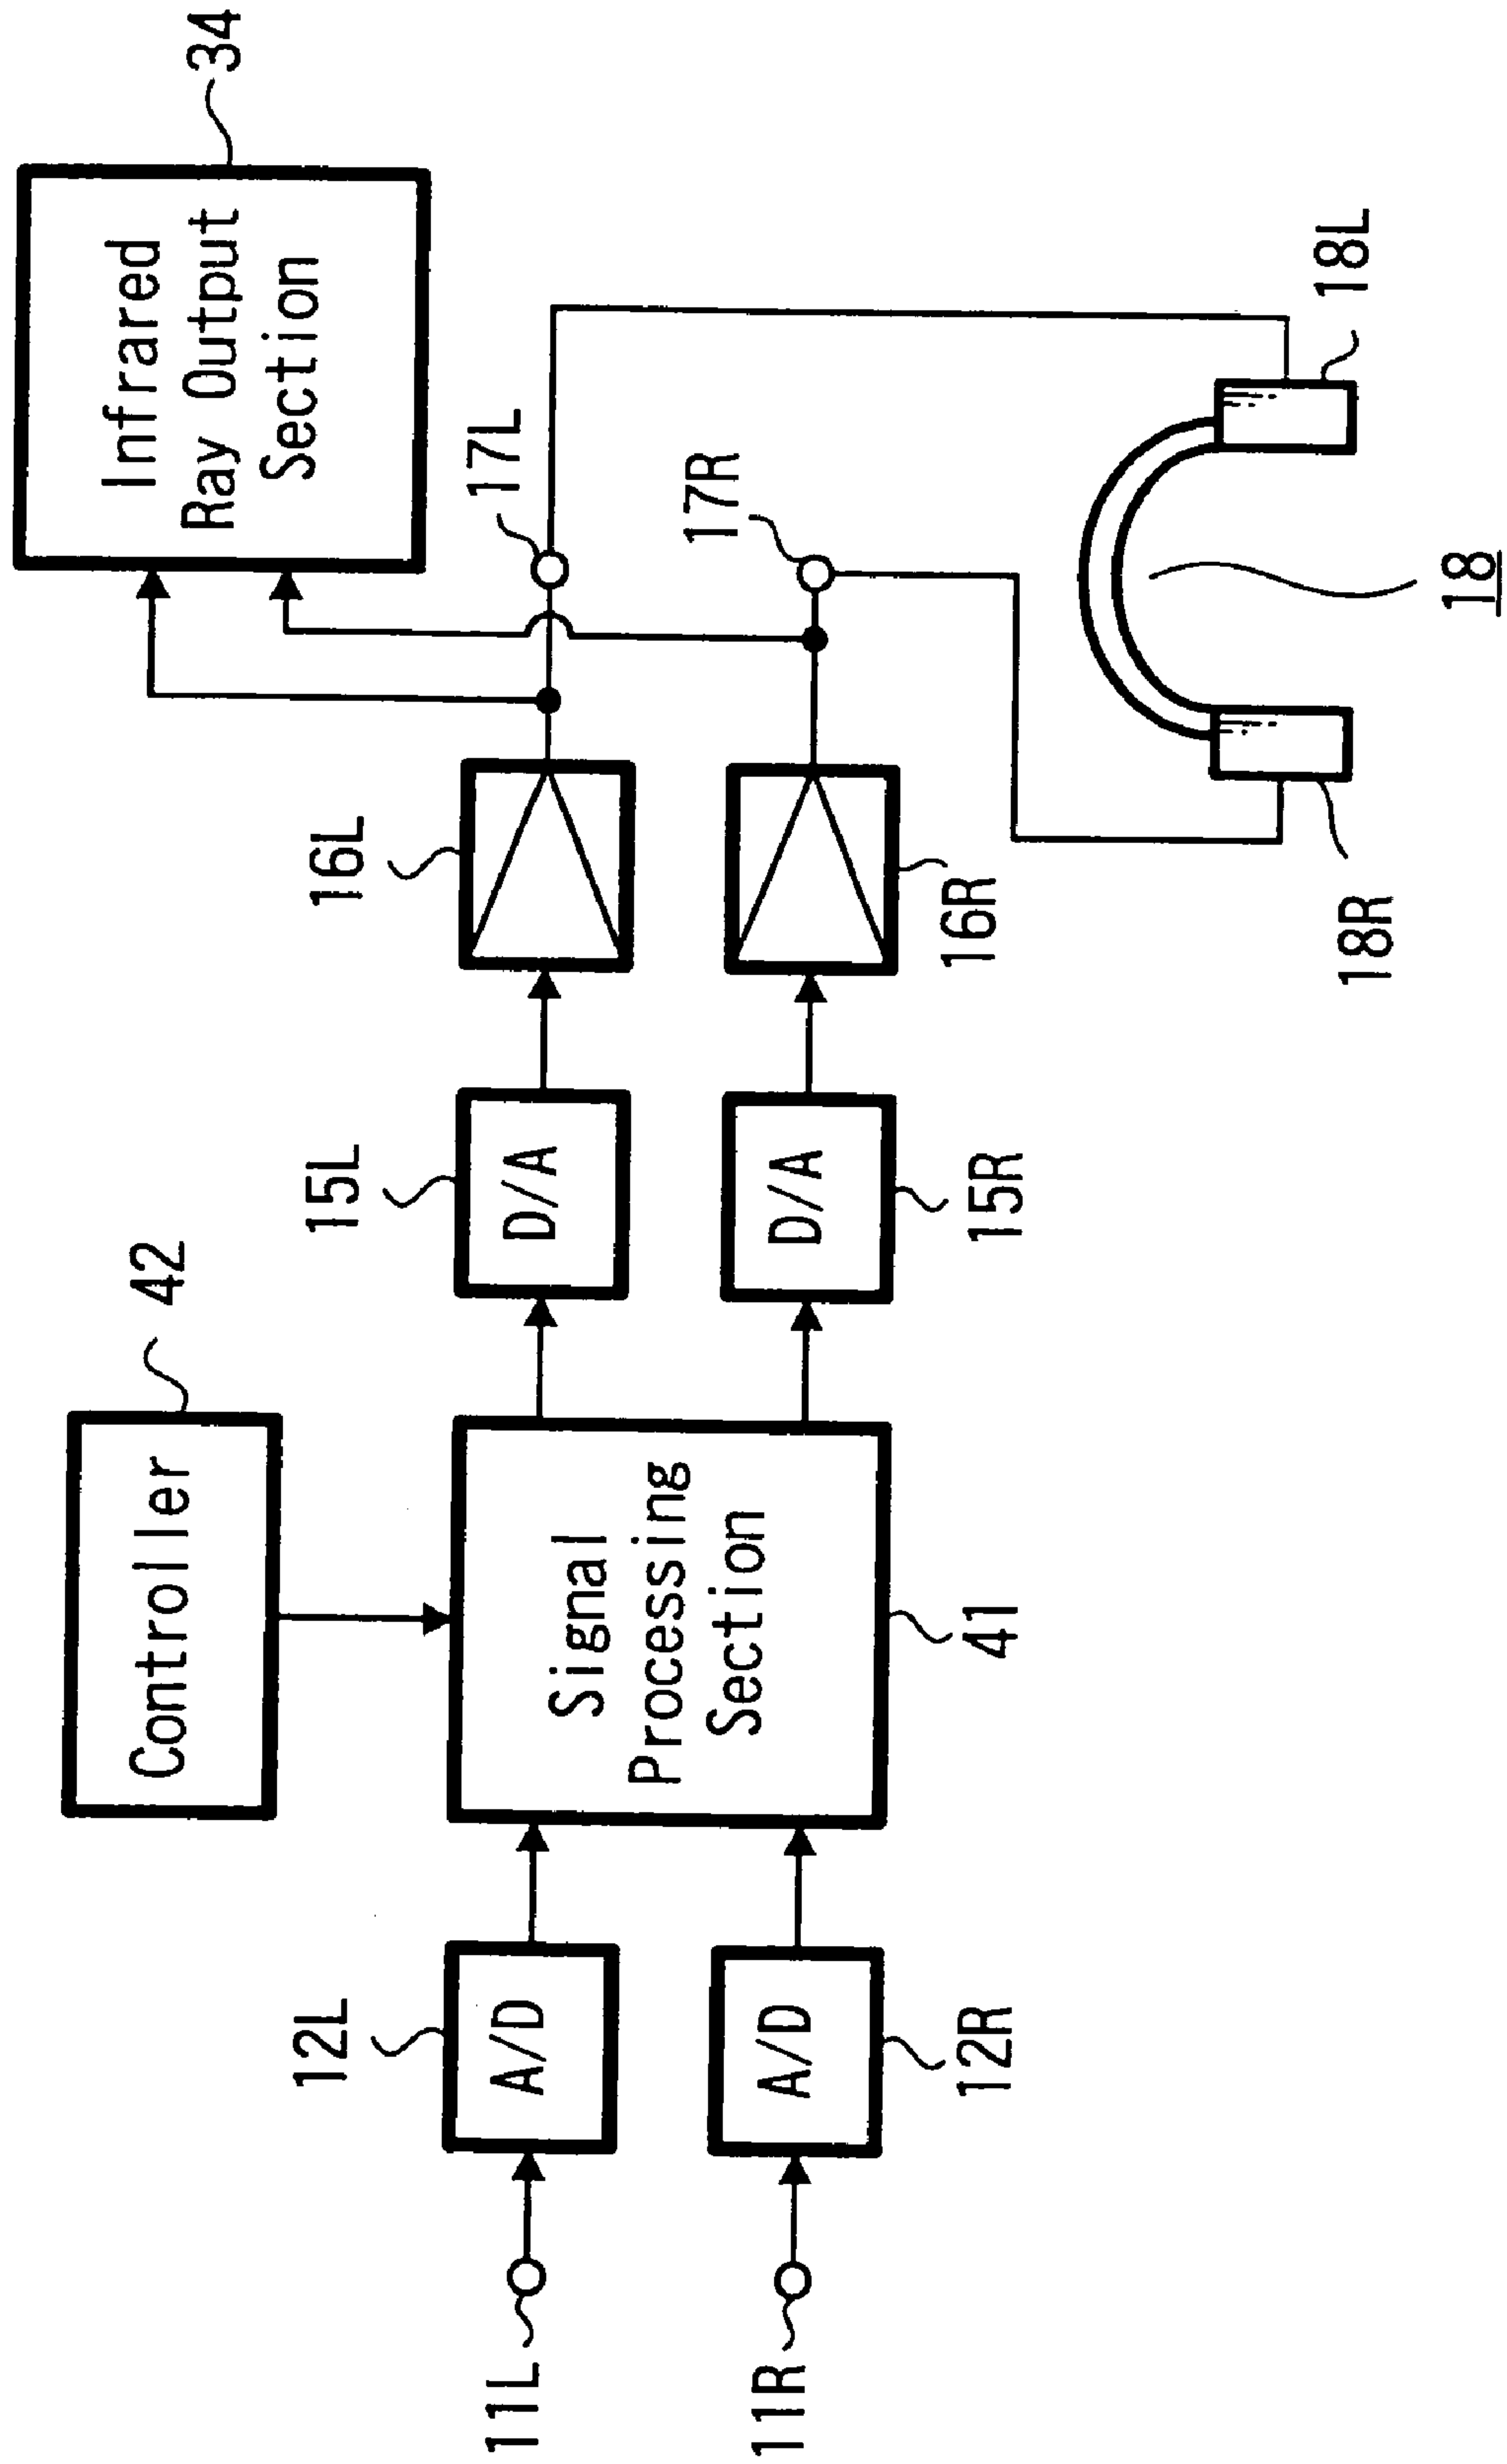 Infrared
Ray Output
Section
34
Controller
42
12L
15L
16L
17L
11L
A/D
D/A
Signal
Processing
Section
17R
11R
A/D
D/A
12R
41
15R
16R
18R
18L
18